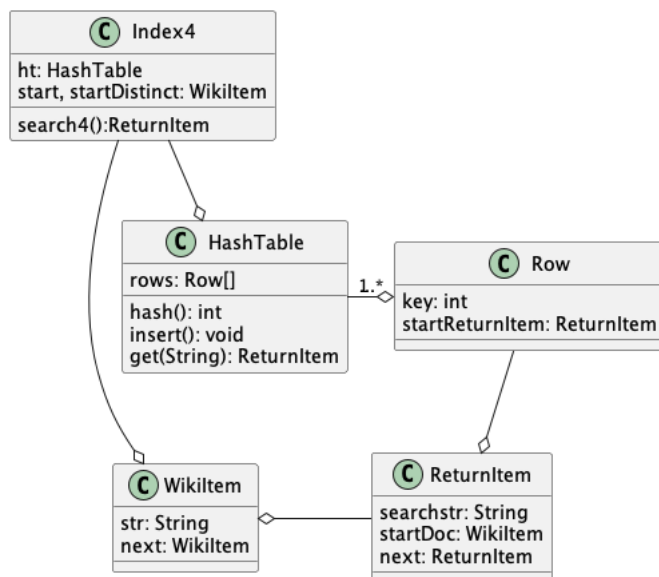 C Index4
ht: HashTable
start, startDistinct: WikiItem
search4():ReturnItem
C HashTable
rows: Row[]
hash(): int
insert(): void
get(String): ReturnItem
1.*
C Row
key: int
startReturnItem: ReturnItem
C WikiItem
str: String
next: WikiItem
C ReturnItem
searchstr: String
startDoc: WikiItem
next: ReturnItem